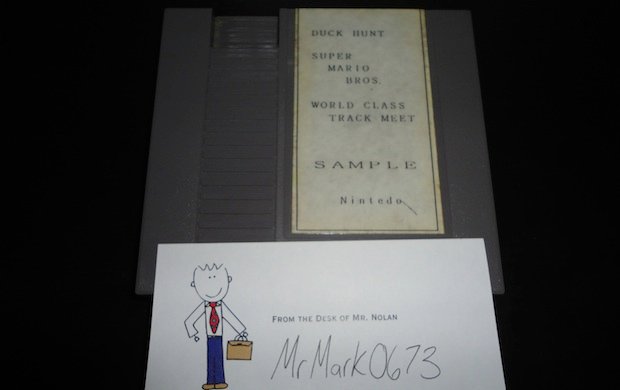 DUCK HUNT
SUPER
MARIO
BROS.
WORLD CLASS
TRACK MEET
SAMPLE
Nintedo
FROM THE DESK OF MR. NOLAN
MrMark0673